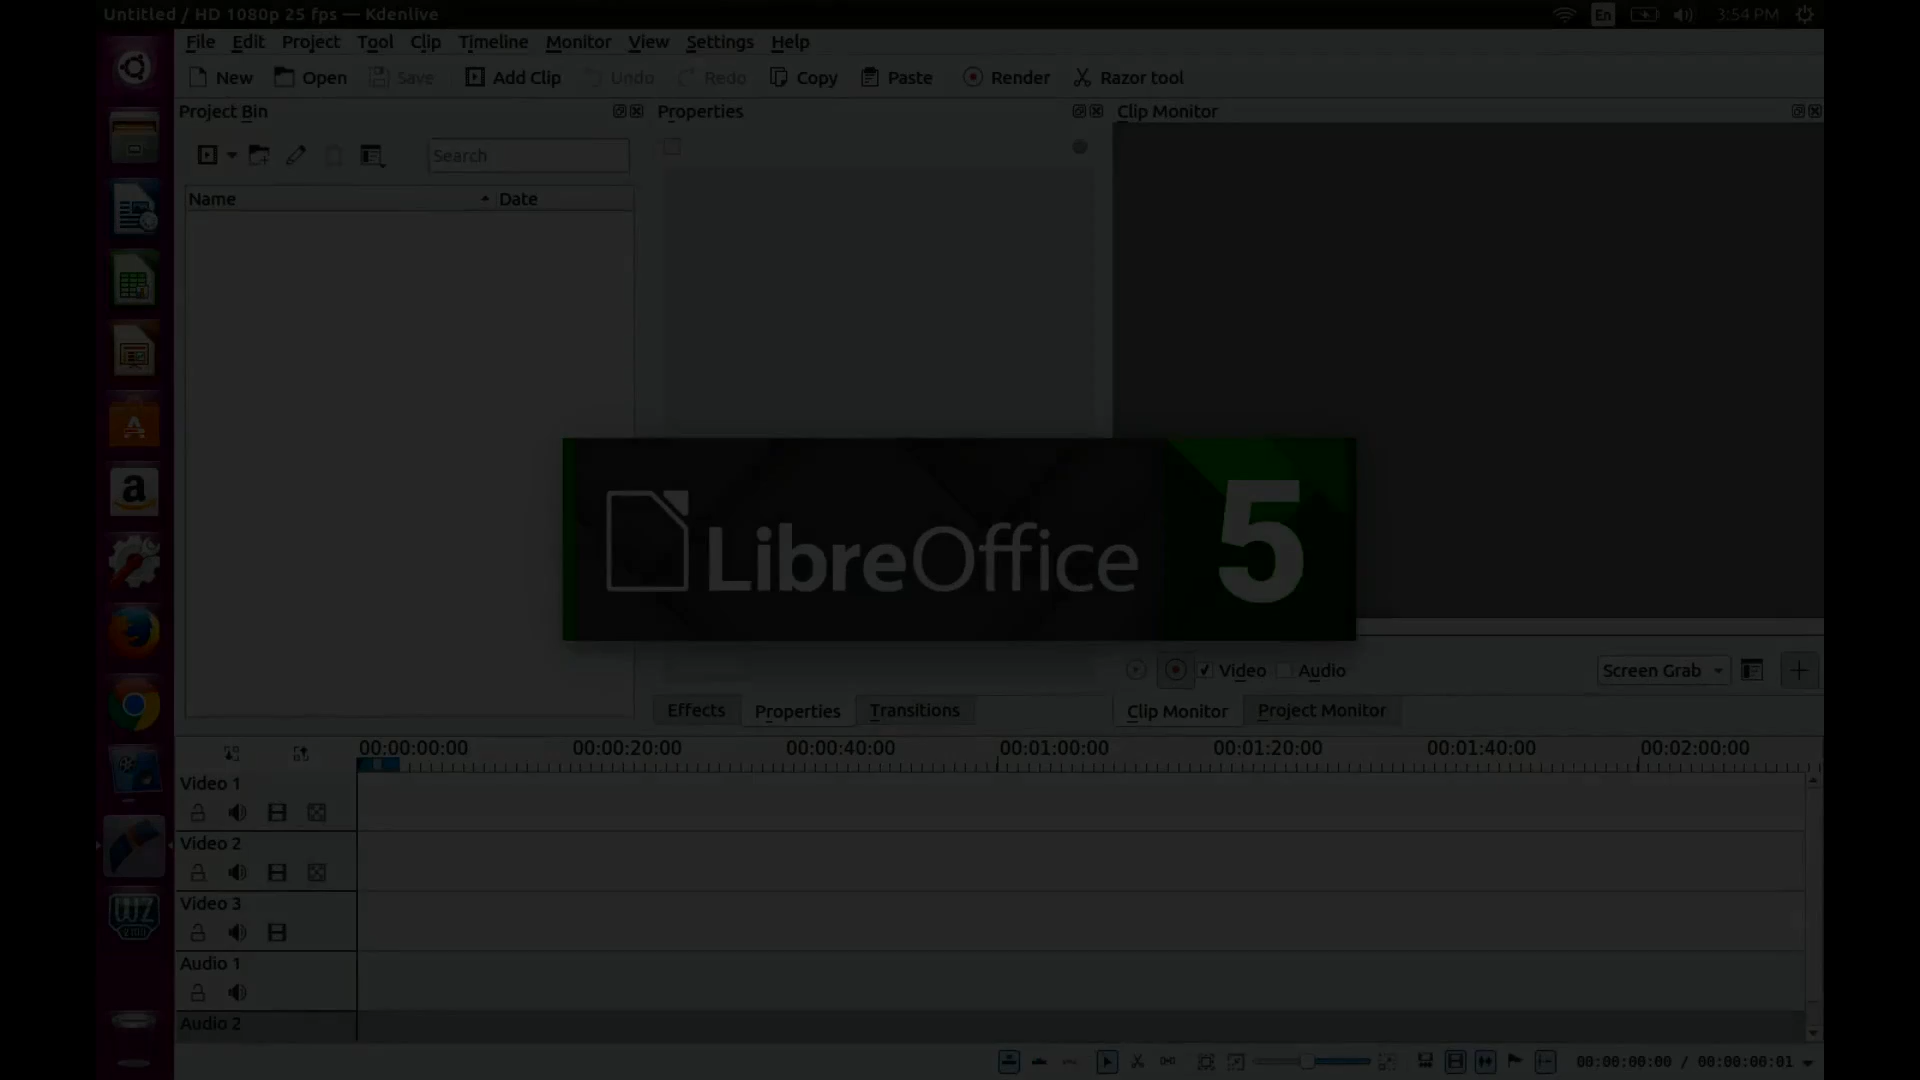 Untitled / HD 1080p 25 fps — Kdenlive
En
3:54 PM
File Edit Project Tool Clip Timeline Monitor View Settings Help
New Open Save Add Clip Undo Redo Copy Paste Render Razor tool
Project Bin
Properties
Clip Monitor
Search
Name Date
LibreOffice 5
Video Audio Screen Grab
Effects Properties Transitions
Clip Monitor Project Monitor
00:00:00:00 00:00:20:00 00:00:40:00 00:01:00:00 00:01:20:00 00:01:40:00 00:02:00:00
Video 1
Video 2
Video 3
Audio 1
Audio 2
a
WZ
2100
00:00:00:00 / 00:00:00:01